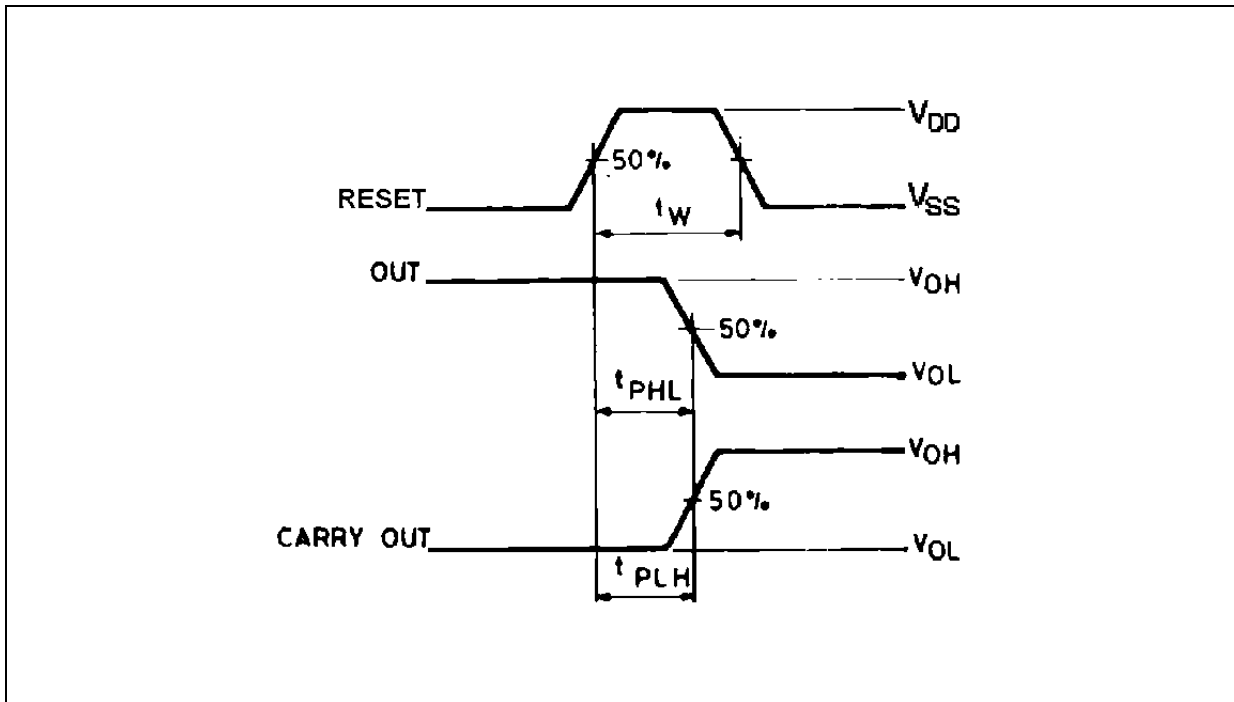 VDD
50%
RESET
VSS
tW
OUT
VOH
50%
VOL
tPHL
VOH
50%
CARRY OUT
VOL
tPLH